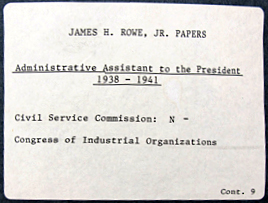 JAMES H. ROWE, JR. PAPERS
Administrative Assistant to the President
1938 - 1941
Civil Service Commission: N -
Congress of Industrial Organizations
Cont. 9